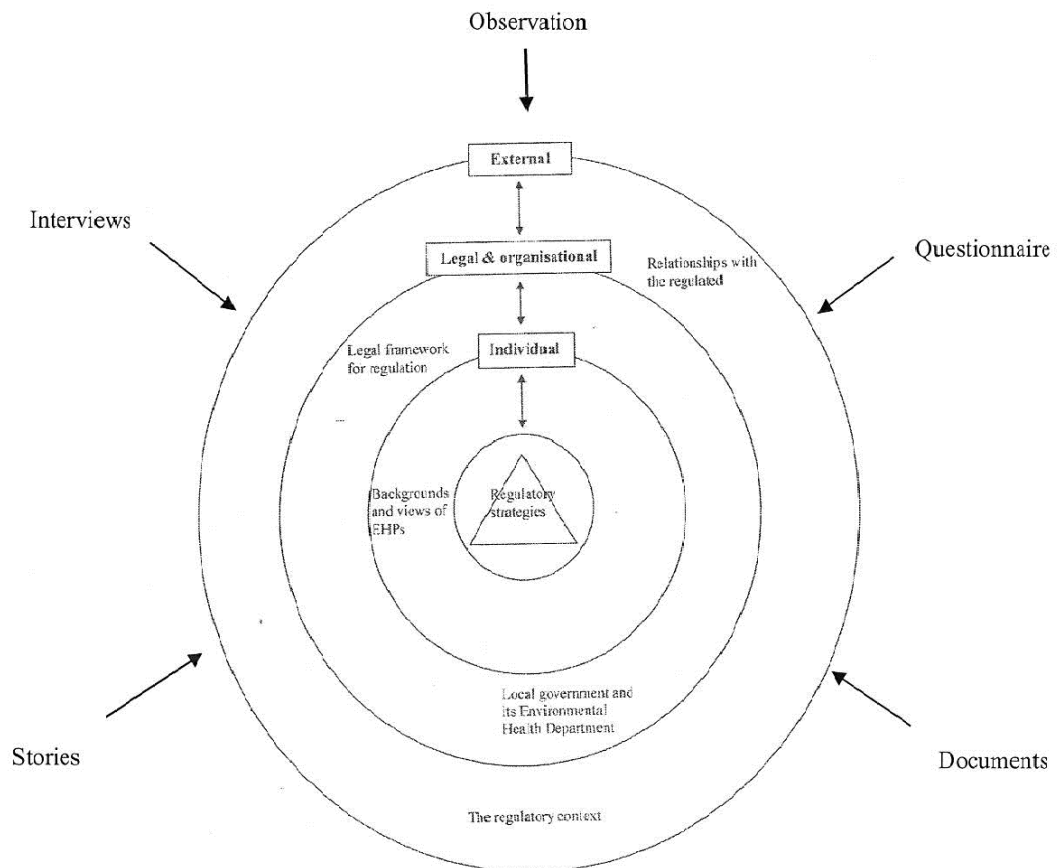 Observation
External
Interviews
Legal & organisational
Relationships with
the regulated
Questionnaire
Legal framework
for regulation
Individual
Backgrounds
and views of
EHPs
Regulatory
strategies
Local government and
its Environmental
Health Department
Stories
Documents
The regulatory context